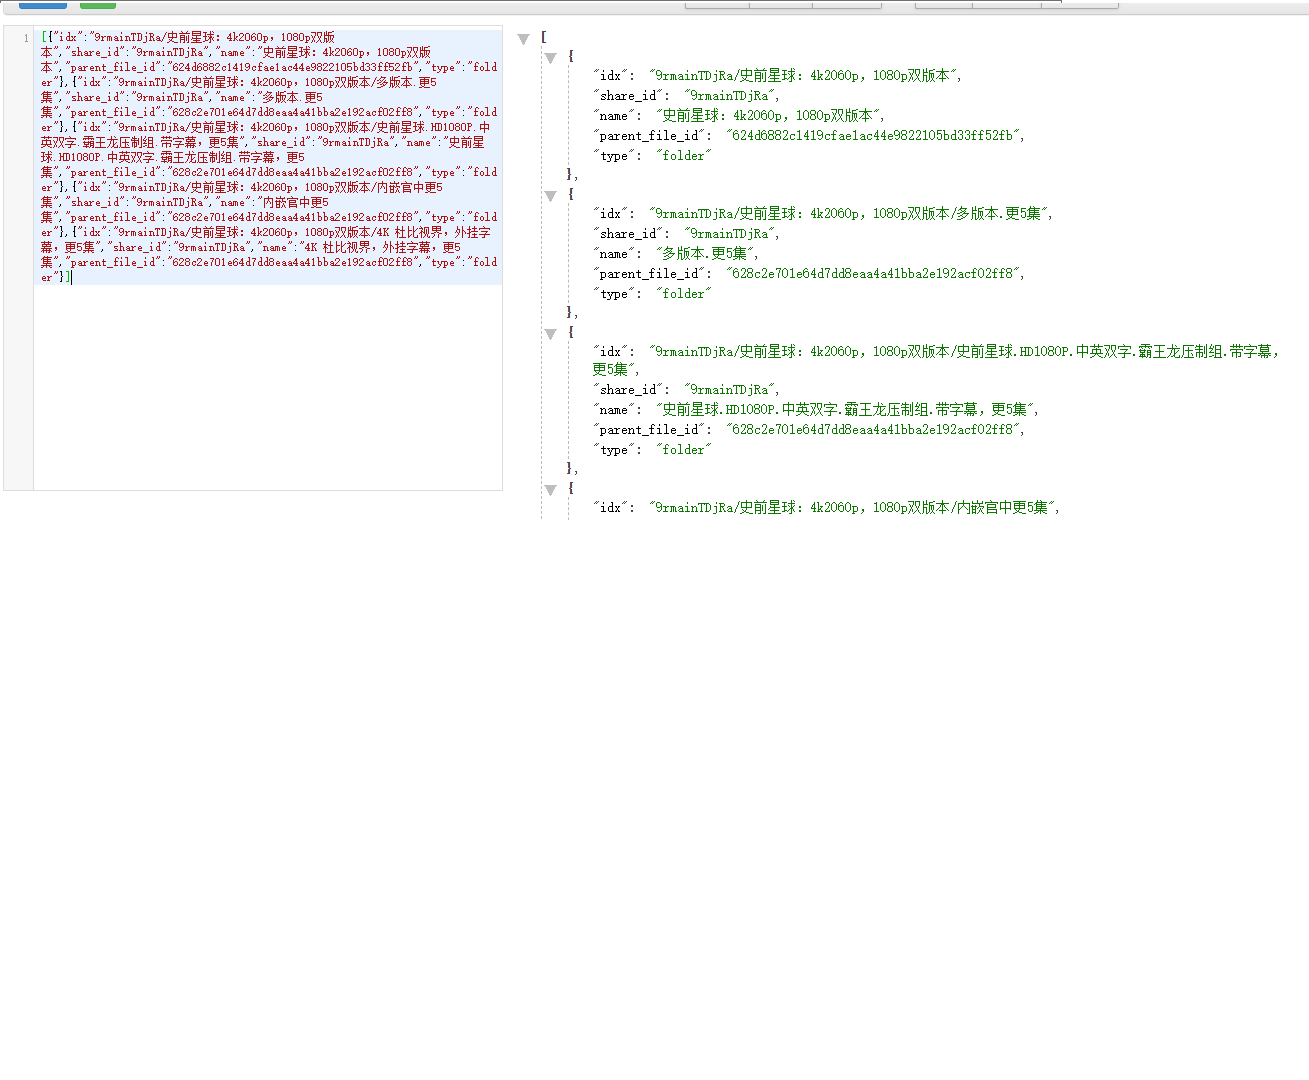 1
[{"idx":"9rmainTDjRa/史前星球：4k2060p，1080p双版
本","share_id":"9rmainTDjRa","name":"史前星球：4k2060p，1080p双版
本","parent_file_id":"624d6882c1419cfae1ac44e9822105bd33ff52fb","type":"fold
er"},{"idx":"9rmainTDjRa/史前星球：4k2060p，1080p双版本/多版本.更5
集","share_id":"9rmainTDjRa","name":"多版本.更5
集","parent_file_id":"628c2e701e64d7dd8eaa4a41bba2e192acf02ff8","type":"fold
er"},{"idx":"9rmainTDjRa/史前星球：4k2060p，1080p双版本/史前星球.HD1080P.中
英双字.霸王龙压制组.带字幕，更5集","share_id":"9rmainTDjRa","name":"史前星
球.HD1080P.中英双字.霸王龙压制组.带字幕，更5
集","parent_file_id":"628c2e701e64d7dd8eaa4a41bba2e192acf02ff8","type":"fold
er"},{"idx":"9rmainTDjRa/史前星球：4k2060p，1080p双版本/内嵌官中更5
集","share_id":"9rmainTDjRa","name":"内嵌官中更5
集","parent_file_id":"628c2e701e64d7dd8eaa4a41bba2e192acf02ff8","type":"fold
er"},{"idx":"9rmainTDjRa/史前星球：4k2060p，1080p双版本/4K 杜比视界，外挂字
幕，更5集","share_id":"9rmainTDjRa","name":"4K 杜比视界，外挂字幕，更5
集","parent_file_id":"628c2e701e64d7dd8eaa4a41bba2e192acf02ff8","type":"fold
er"}]
[
{
"idx": "9rmainTDjRa/史前星球：4k2060p，1080p双版本",
"share_id": "9rmainTDjRa",
"name": "史前星球：4k2060p，1080p双版本",
"parent_file_id": "624d6882c1419cfae1ac44e9822105bd33ff52fb",
"type": "folder"
},
{
"idx": "9rmainTDjRa/史前星球：4k2060p，1080p双版本/多版本.更5集",
"share_id": "9rmainTDjRa",
"name": "多版本.更5集",
"parent_file_id": "628c2e701e64d7dd8eaa4a41bba2e192acf02ff8",
"type": "folder"
},
{
"idx": "9rmainTDjRa/史前星球：4k2060p，1080p双版本/史前星球.HD1080P.中英双字.霸王龙压制组.带字幕，
更5集",
"share_id": "9rmainTDjRa",
"name": "史前星球.HD1080P.中英双字.霸王龙压制组.带字幕，更5集",
"parent_file_id": "628c2e701e64d7dd8eaa4a41bba2e192acf02ff8",
"type": "folder"
},
{
"idx": "9rmainTDjRa/史前星球：4k2060p，1080p双版本/内嵌官中更5集",